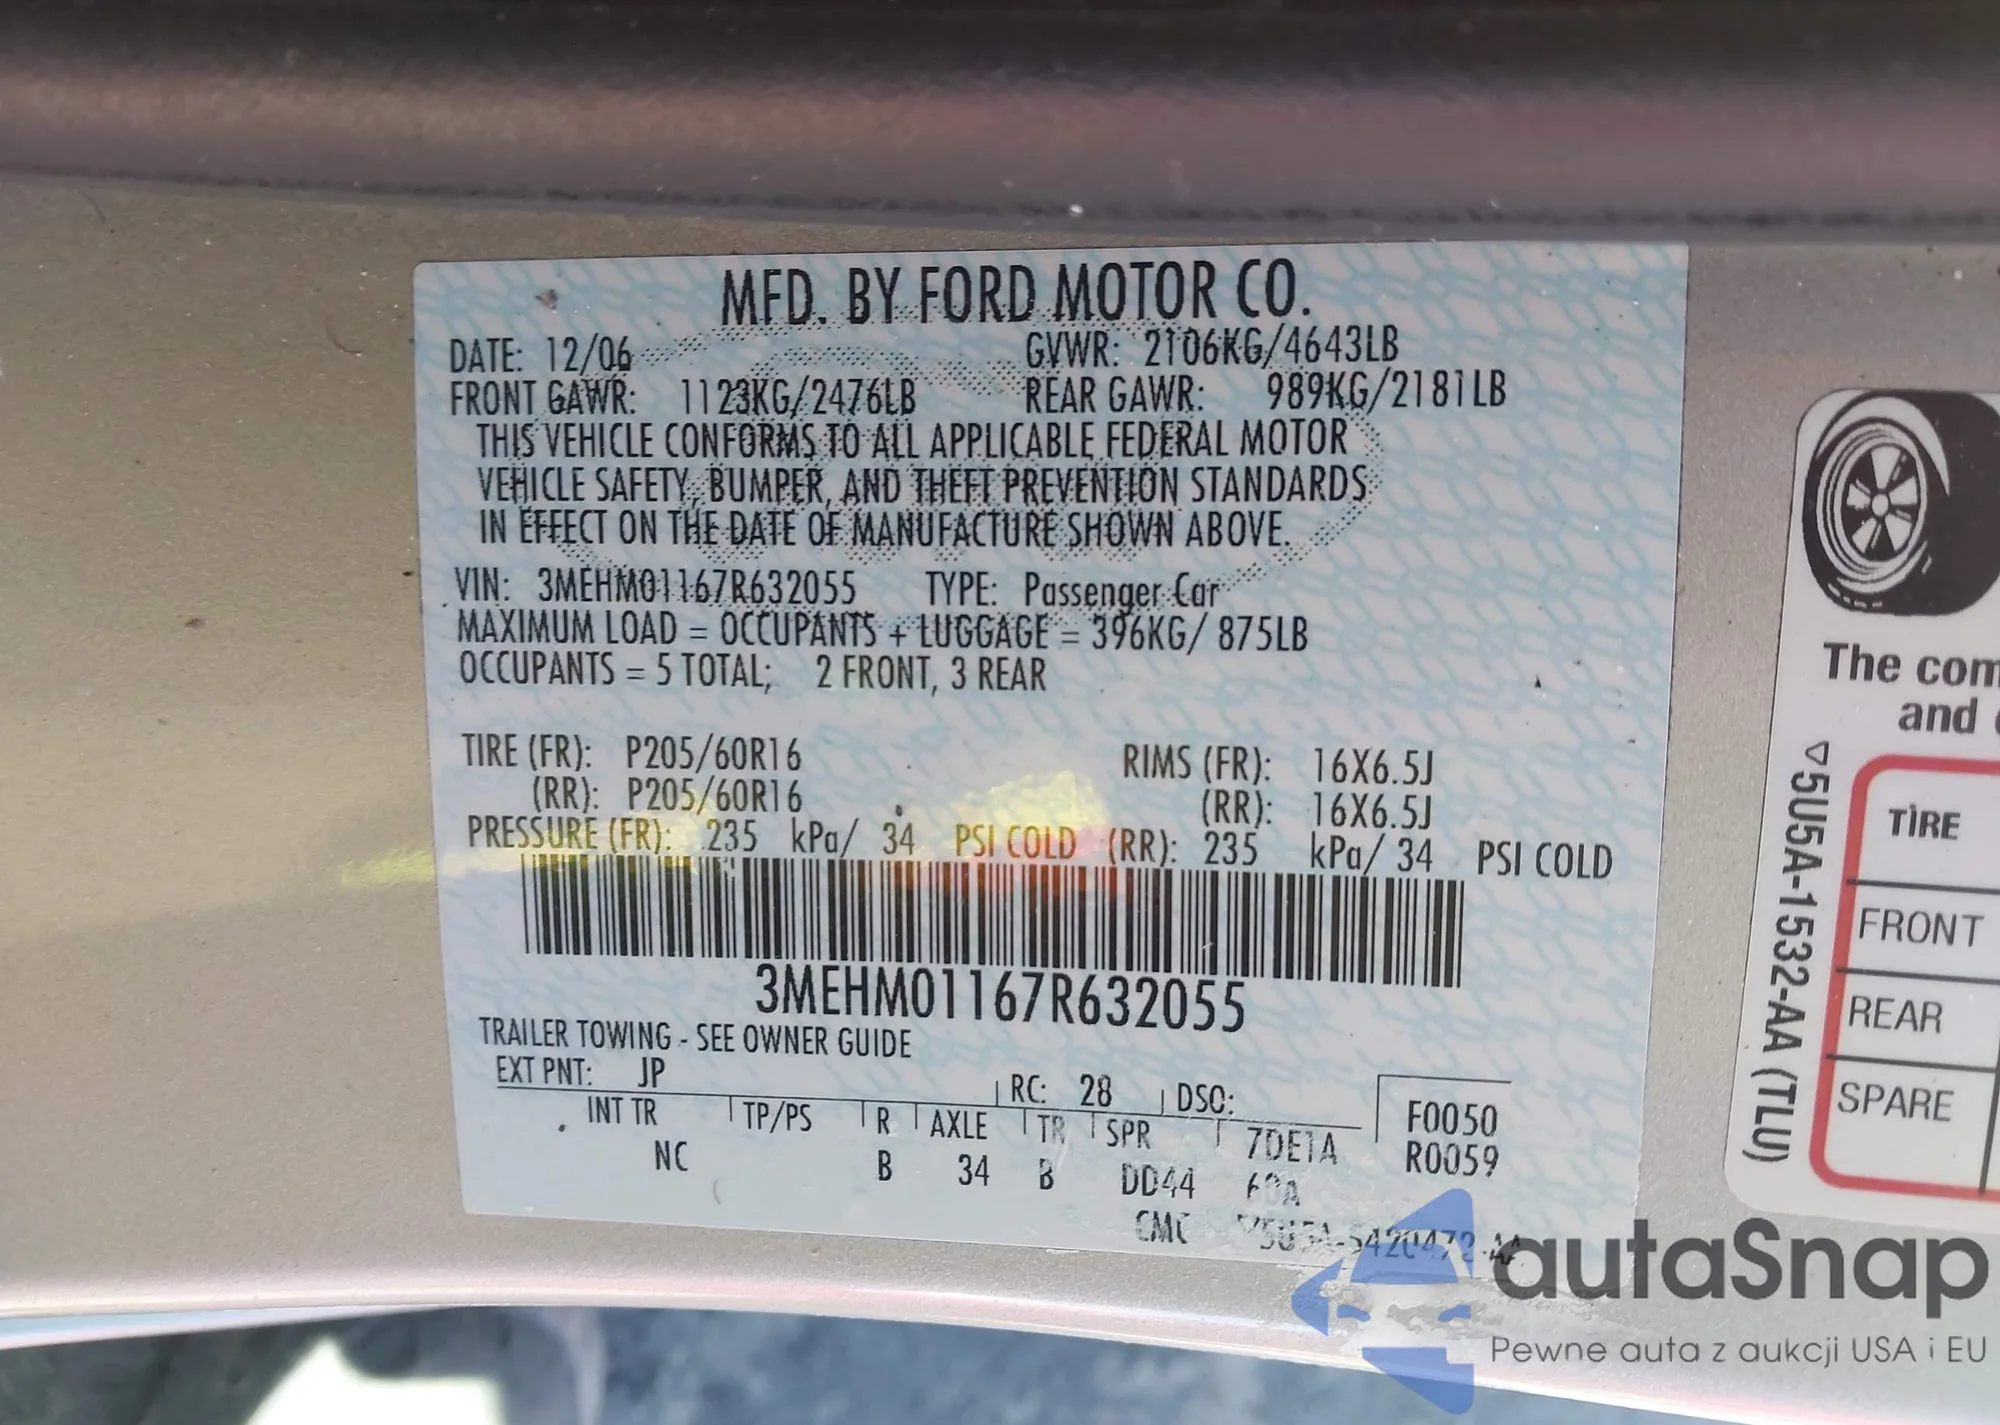 MFD. BY FORD MOTOR CO.
DATE: 12/06 GVWR: 2106KG/4643LB
FRONT GAWR: 1123KG/2476LB REAR GAWR: 989KG/2181LB
THIS VEHICLE CONFORMS TO ALL APPLICABLE FEDERAL MOTOR
VEHICLE SAFETY, BUMPER, AND THEFT PREVENTION STANDARDS
IN EFFECT ON THE DATE OF MANUFACTURE SHOWN ABOVE.
VIN: 3MEHM01167R632055 TYPE: Passenger Car
MAXIMUM LOAD = OCCUPANTS + LUGGAGE = 396KG/ 875LB
OCCUPANTS = 5 TOTAL; 2 FRONT, 3 REAR
TIRE (FR): P205/60R16 RIMS (FR): 16X6.5J
(RR): P205/60R16 (RR): 16X6.5J
PRESSURE (FR): 235 kPa/ 34 PSI COLD (RR): 235 kPa/ 34 PSI COLD
3MEHM01167R632055
TRAILER TOWING - SEE OWNER GUIDE
EXT PNT: JP RC: 28 DSO:
INT TR TP/PS R AXLE TR SPR 7DE1A
NC B 34 B DD44
F0050
R0059
CMC
The com
and
TIRE
FRONT
REAR
SPARE
5U5A-1532-AA (TLU)
autaSnap
Pewne auta z aukcji USA i EU